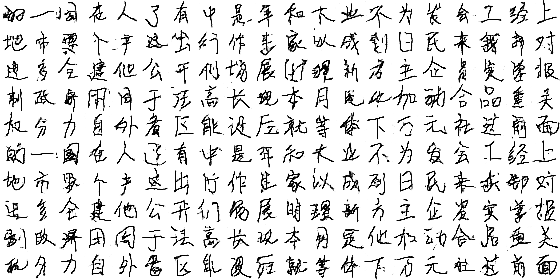 的一国在人了有中是年和大业不为发会工经上
地市要个产这出行作生家以成到日民来我部对
进多全建他公开们场展时理新方主企资实学报
制政济用同于法高长现本月定化加动合品重关
机分力自外者区能设后就等体下万元社过前面
的一国在人了有中是年和大业不为发会工经上
地市要个产这出行作生家以成到日民来我部对
进多全建他公开们场展时理新方主企资实学报
制政济用同于法高长现本月定他和动合品重关
机分力自外者区能设后就等体下万元社过前面